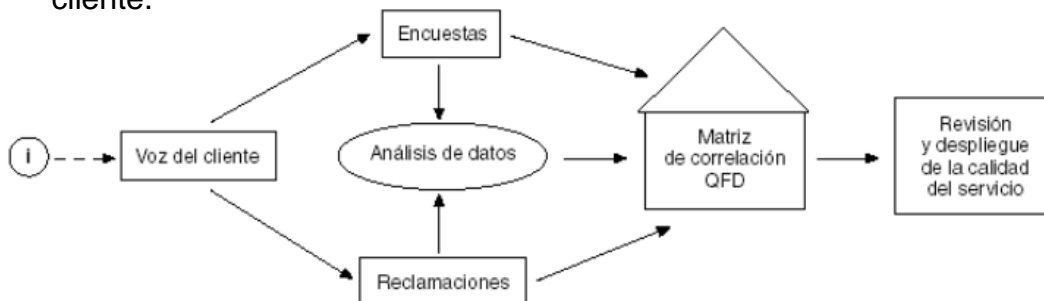 cliente.
Encuestas
i
Voz del cliente
Análisis de datos
Matriz
de correlación
QFD
Revisión
y despliegue
de la calidad
del servicio
Reclamaciones